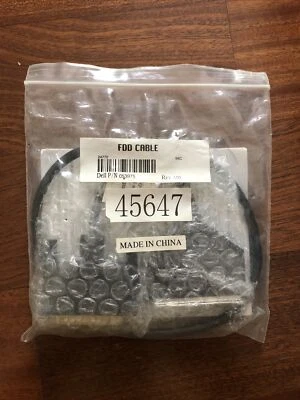 FDD CABLE
Dell P/N
45647
MADE IN CHINA